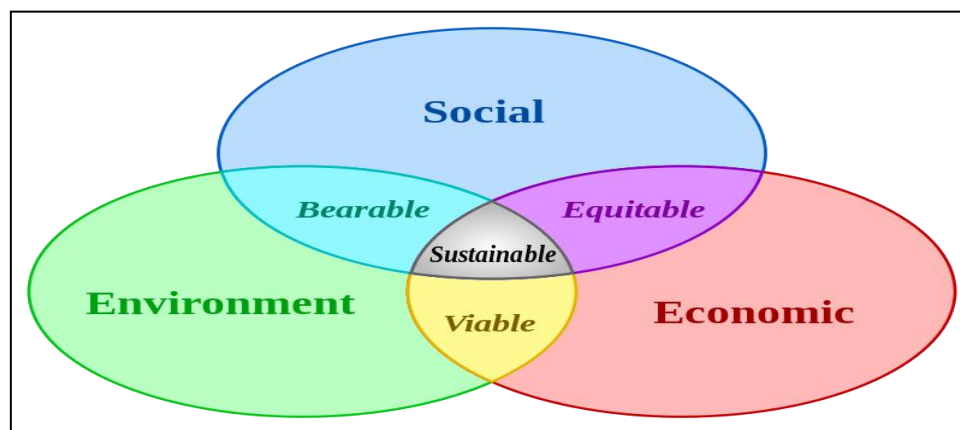 Social
Bearable
Equitable
Sustainable
Environment
Economic
Viable